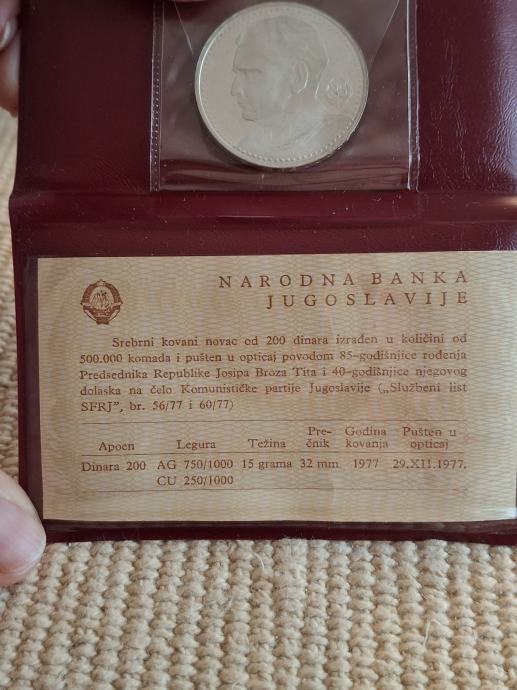 NARODNA BANKA
JUGOSLAVIJE
Srebrni kovani novac od 200 dinara izrađen u količini od
500.000 komada i pušten u opticaj povodom 85-godišnjice rođenja
Predsednika Republike Josipa Broza Tita i 40-godišnjice njegovog
dolaska na čelo Komunističke partije Jugoslavije („Službeni list
SFRJ”, br. 56/77 i 60/77)
Apoen Legura Težina Pre-čnik Godina kovanja Pušten u opticaj
Dinara 200 AG 750/1000 15 grama 32 mm 1977 29.XII.1977.
CU 250/1000